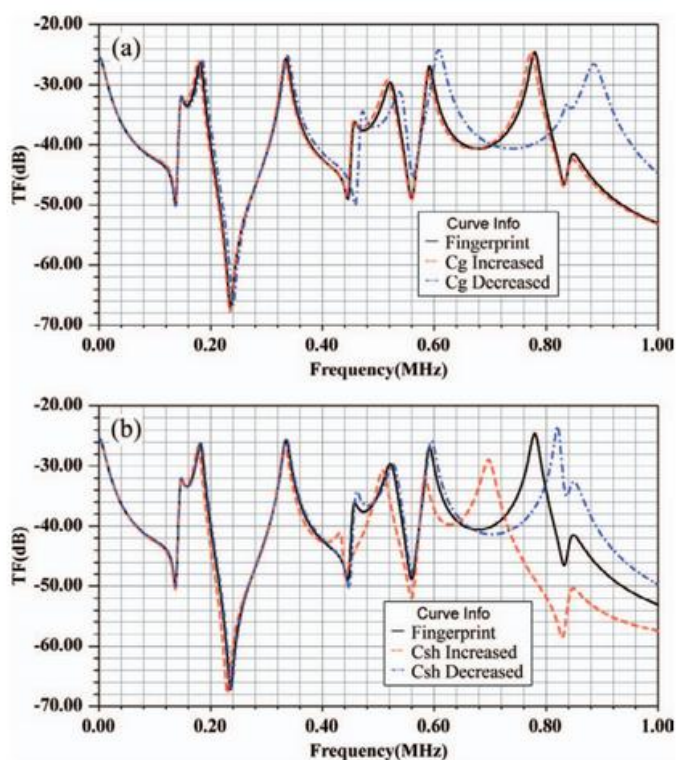 (a)
TF(dB)
-20.00
-30.00
-40.00
-50.00
-60.00
-70.00
Curve Info
Fingerprint
Cg Increased
Cg Decreased
0.00 0.20 0.40 0.60 0.80 1.00
Frequency(MHz)
(b)
TF(dB)
-20.00
-30.00
-40.00
-50.00
-60.00
-70.00
Curve Info
Fingerprint
Csh Increased
Csh Decreased
0.00 0.20 0.40 0.60 0.80 1.00
Frequency(MHz)